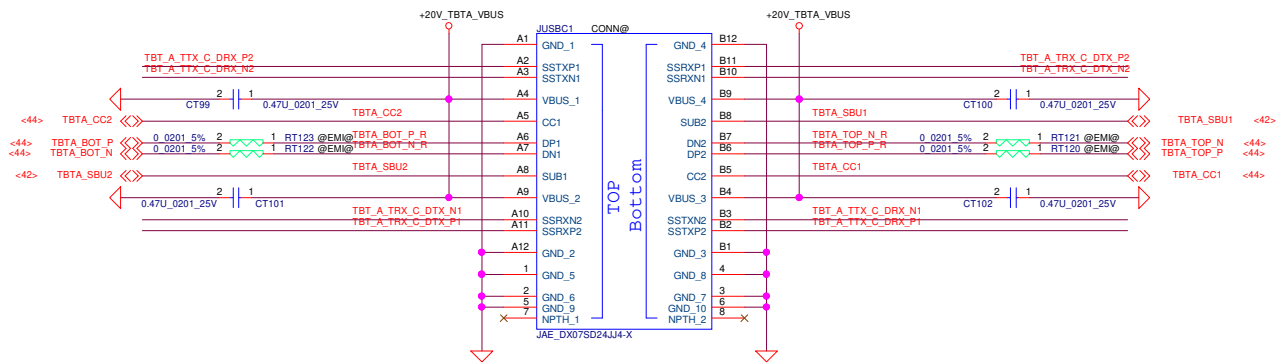 +20V_TBTA_VBUS
+20V_TBTA_VBUS
JUSBC1 CONN@
A1 GND_1 GND_4 B12
TBT_A_TTX_C_DRX_P2 A2 SSTXP1 SSRXP1 B11 TBT_A_TRX_C_DTX_P2
TBT_A_TTX_C_DRX_N2 A3 SSTXN1 SSRXN1 B10 TBT_A_TRX_C_DTX_N2
2 1 A4 VBUS_1 VBUS_4 B9 2 1
CT99 0.47U_0201_25V CT100 0.47U_0201_25V
<44> TBTA_CC2 TBTA_CC2 A5 CC1 SUB2 B8 TBTA_SBU1 TBTA_SBU1 <42>
<44> TBTA_BOT_P 0_0201_5% 2 1 RT123 @EMI@ TBTA_BOT_P_R A6 DP1 DN2 B7 TBTA_TOP_N_R 0_0201_5% 2 1 RT121 @EMI@ TBTA_TOP_N <44>
<44> TBTA_BOT_N 0_0201_5% 2 1 RT122 @EMI@ TBTA_BOT_N_R A7 DN1 DP2 B6 TBTA_TOP_P_R 0_0201_5% 2 1 RT120 @EMI@ TBTA_TOP_P <44>
<42> TBTA_SBU2 TBTA_SBU2 A8 SUB1 CC2 B5 TBTA_CC1 TBTA_CC1 <44>
2 1 A9 VBUS_2 VBUS_3 B4 2 1
0.47U_0201_25V CT101 CT102 0.47U_0201_25V
TBT_A_TRX_C_DTX_N1 A10 SSRXN2 SSTXN2 B3 TBT_A_TTX_C_DRX_N1
TBT_A_TRX_C_DTX_P1 A11 SSRXP2 SSTXP2 B2 TBT_A_TTX_C_DRX_P1
A12 GND_2 GND_3 B1
1 GND_5 GND_8 4
2 GND_6 GND_7 3
5 GND_9 GND_10 6
7 NPTH_1 NPTH_2 8
TOP
Bottom
JAE_DX07SD24JJ4-X